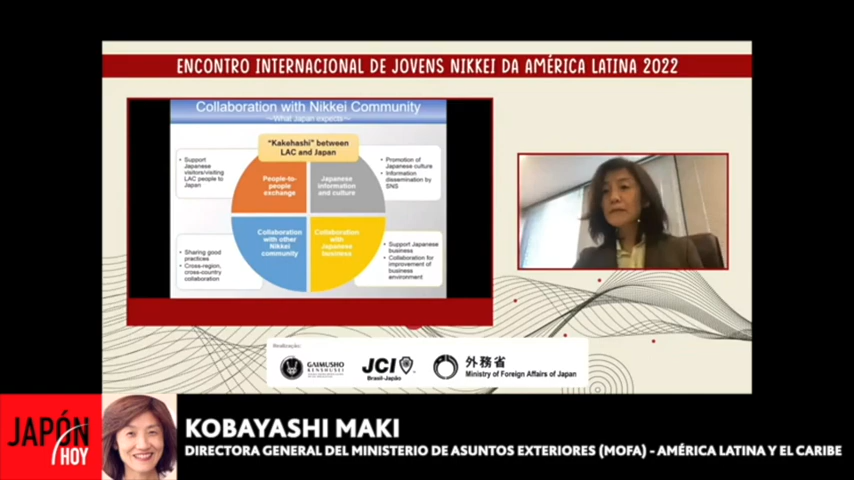 ENCONTRO INTERNACIONAL DE JOVENS NIKKEI DA AMÉRICA LATINA 2022
Collaboration with Nikkei Community
～What Japan expects～
"Kakehashi" between
LAC and Japan
• Support
Japanese
visitors/visiting
LAC people to
Japan
People-to-
people
exchange
Japanese
information
and culture
• Promotion of
Japanese culture
• Information
dissemination by
SNS
• Sharing good
practices
• Cross-region,
cross-country
collaboration
Collaboration
with other
Nikkei
community
Collaboration
with
Japanese
business
• Support Japanese
business
• Collaboration for
improvement of
business
environment
Realização:
GAIMUSHO
KENSHUSEI
JCI
Brasil-Japão
外務省
Ministry of Foreign Affairs of Japan
JAPÓN
HOY
KOBAYASHI MAKI
DIRECTORA GENERAL DEL MINISTERIO DE ASUNTOS EXTERIORES (MOFA) - AMÉRICA LATINA Y EL CARIBE